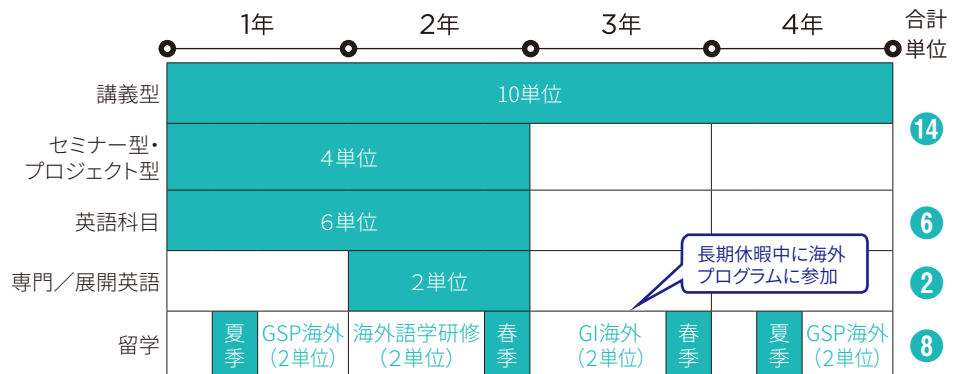 1年
2年
3年
4年
合計
単位
講義型
10単位
14
セミナー型・
プロジェクト型
4単位
英語科目
6単位
6
専門／展開英語
2単位
長期休暇中に海外
プログラムに参加
2
留学
夏
季
GSP海外
（2単位）
海外語学研修
（2単位）
春
季
GI海外
（2単位）
春
季
夏
季
GSP海外
（2単位）
8